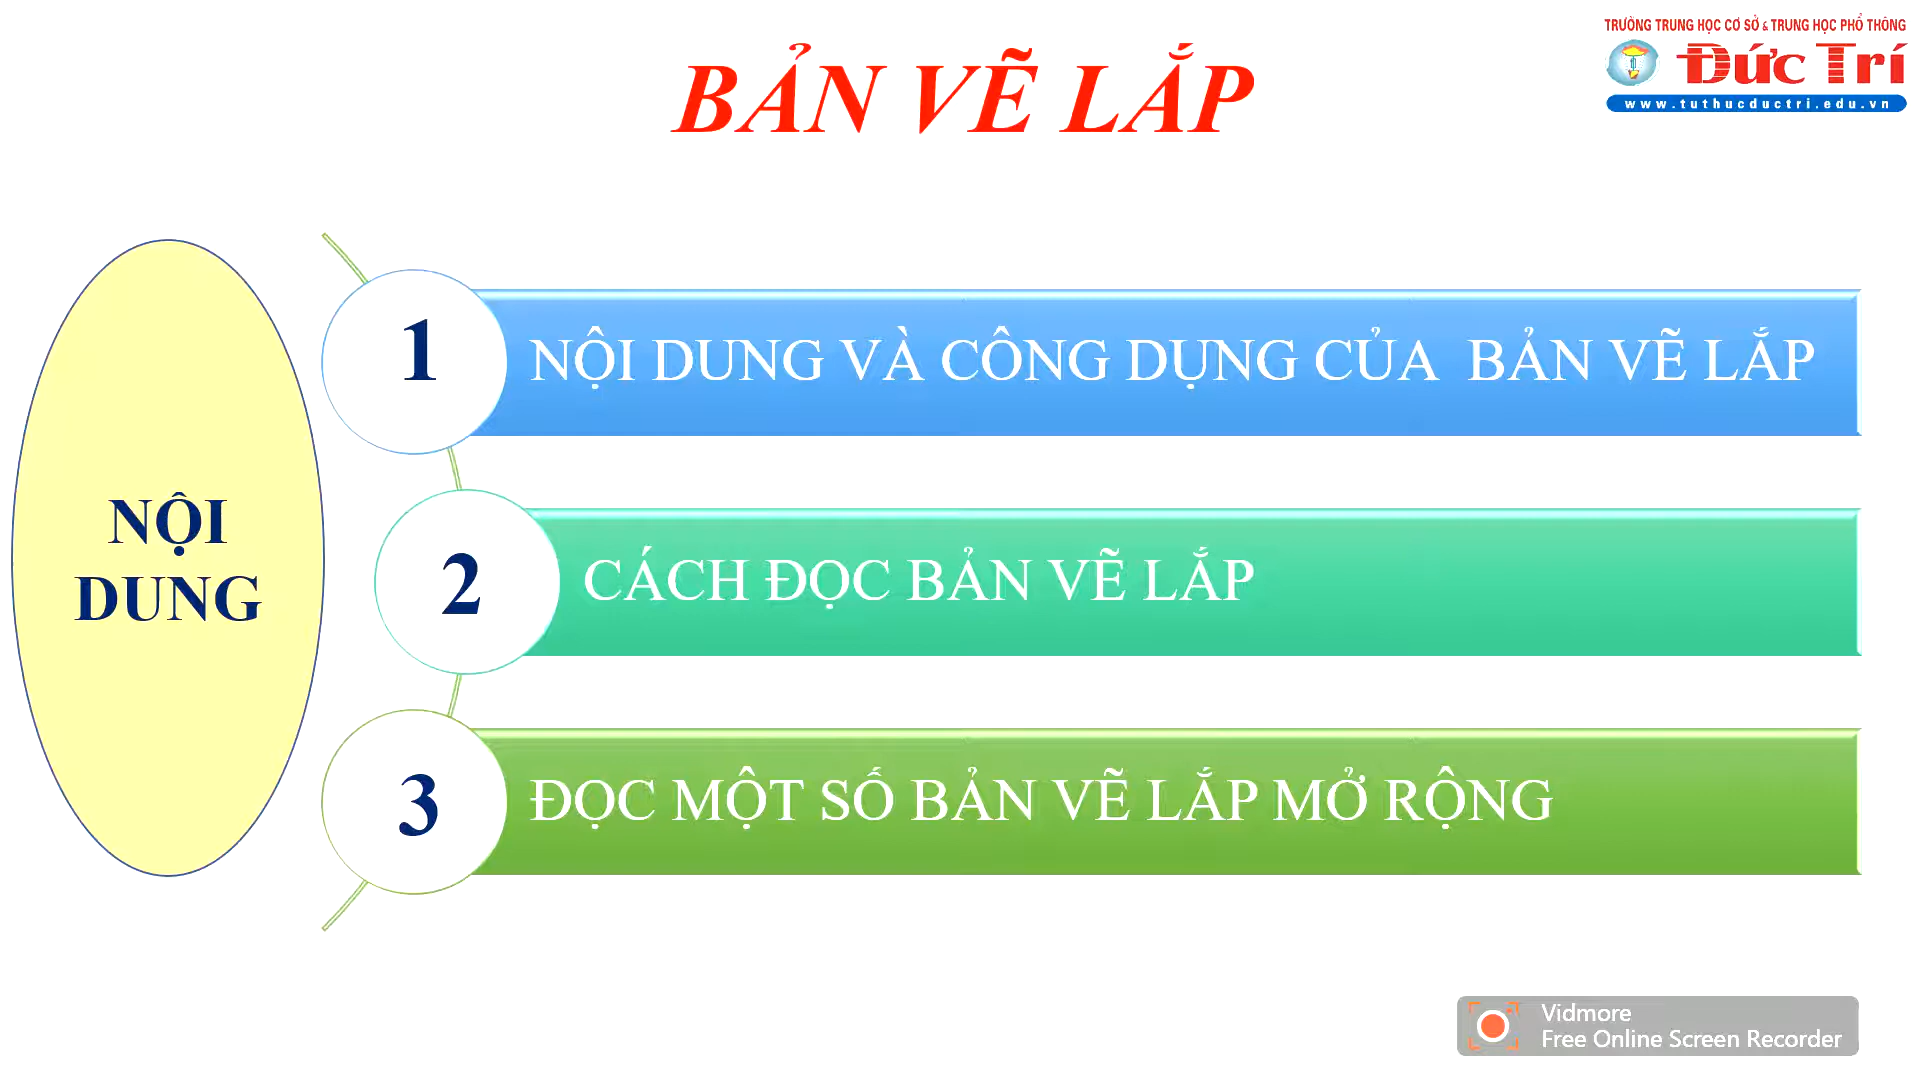 TRƯỜNG TRUNG HỌC CƠ SỞ & TRUNG HỌC PHỔ THÔNG
Đức Trí
www.tuthucductri.edu.vn
BẢN VẼ LẮP
NỘI
DUNG
1
NỘI DUNG VÀ CÔNG DỤNG CỦA BẢN VẼ LẮP
2
CÁCH ĐỌC BẢN VẼ LẮP
3
ĐỌC MỘT SỐ BẢN VẼ LẮP MỞ RỘNG
Vidmore
Free Online Screen Recorder